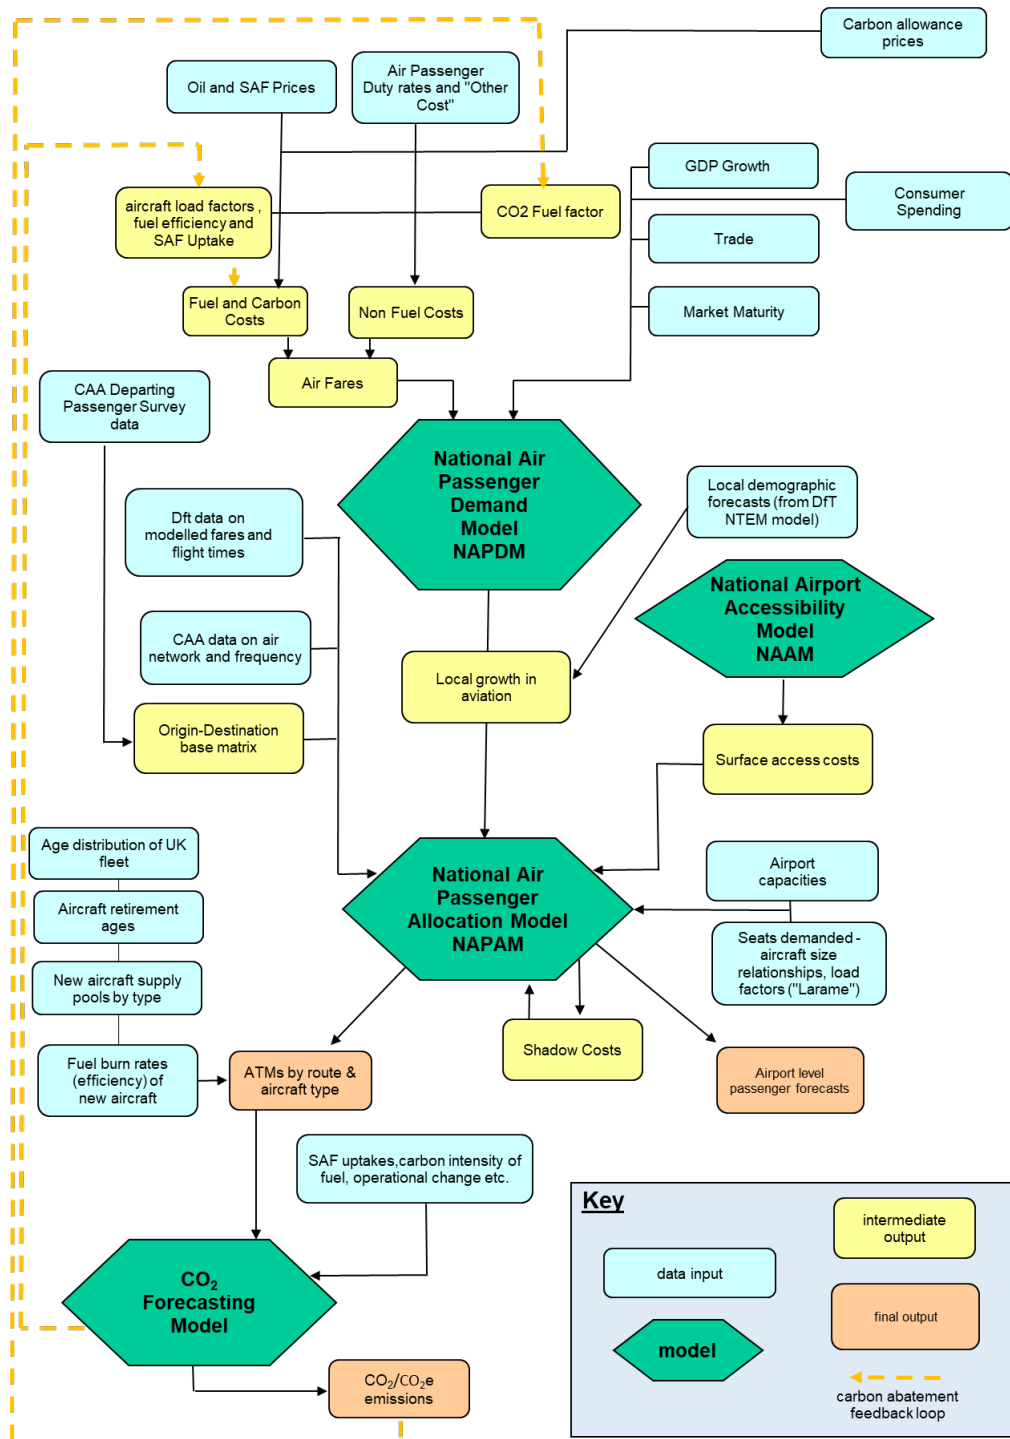 Carbon allowance
prices
Oil and SAF Prices
Air Passenger
Duty rates and "Other
Cost"
GDP Growth
Consumer
Spending
aircraft load factors ,
fuel efficiency and
SAF Uptake
CO2 Fuel factor
Trade
Fuel and Carbon
Costs
Non Fuel Costs
Market Maturity
Air Fares
CAA Departing
Passenger Survey
data
National Air
Passenger
Demand
Model
NAPDM
Local demographic
forecasts (from DfT
NTEM model)
Dft data on
modelled fares and
flight times
National Airport
Accessibility
Model
NAAM
CAA data on air
network and frequency
Local growth in
aviation
Origin-Destination
base matrix
Surface access costs
Age distribution of UK
fleet
Aircraft retirement
ages
New aircraft supply
pools by type
Fuel burn rates
(efficiency) of
new aircraft
National Air
Passenger
Allocation Model
NAPAM
Airport
capacities
Seats demanded -
aircraft size
relationships, load
factors ("Larame")
Shadow Costs
ATMs by route &
aircraft type
Airport level
passenger forecasts
SAF uptakes,carbon intensity of
fuel, operational change etc.
CO₂
Forecasting
Model
CO₂/CO₂e
emissions
Key
data input
model
intermediate
output
final output
carbon abatement
feedback loop